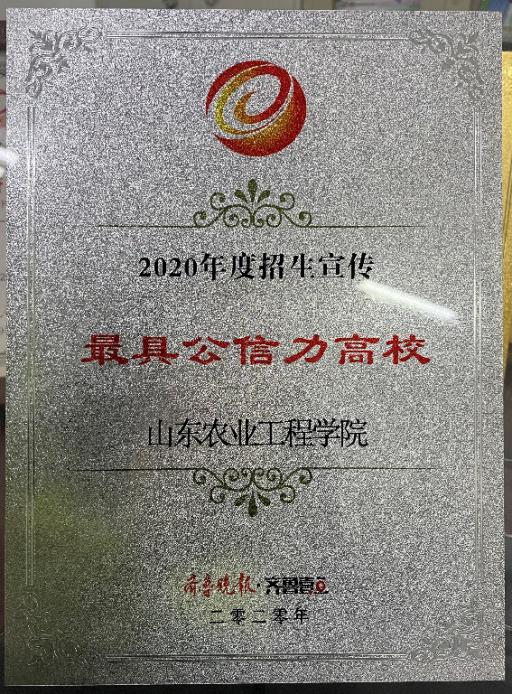 2020年度招生宣传
最具公信力高校
山东农业工程学院
齐鲁晚报·齐鲁壹点
二零二零年